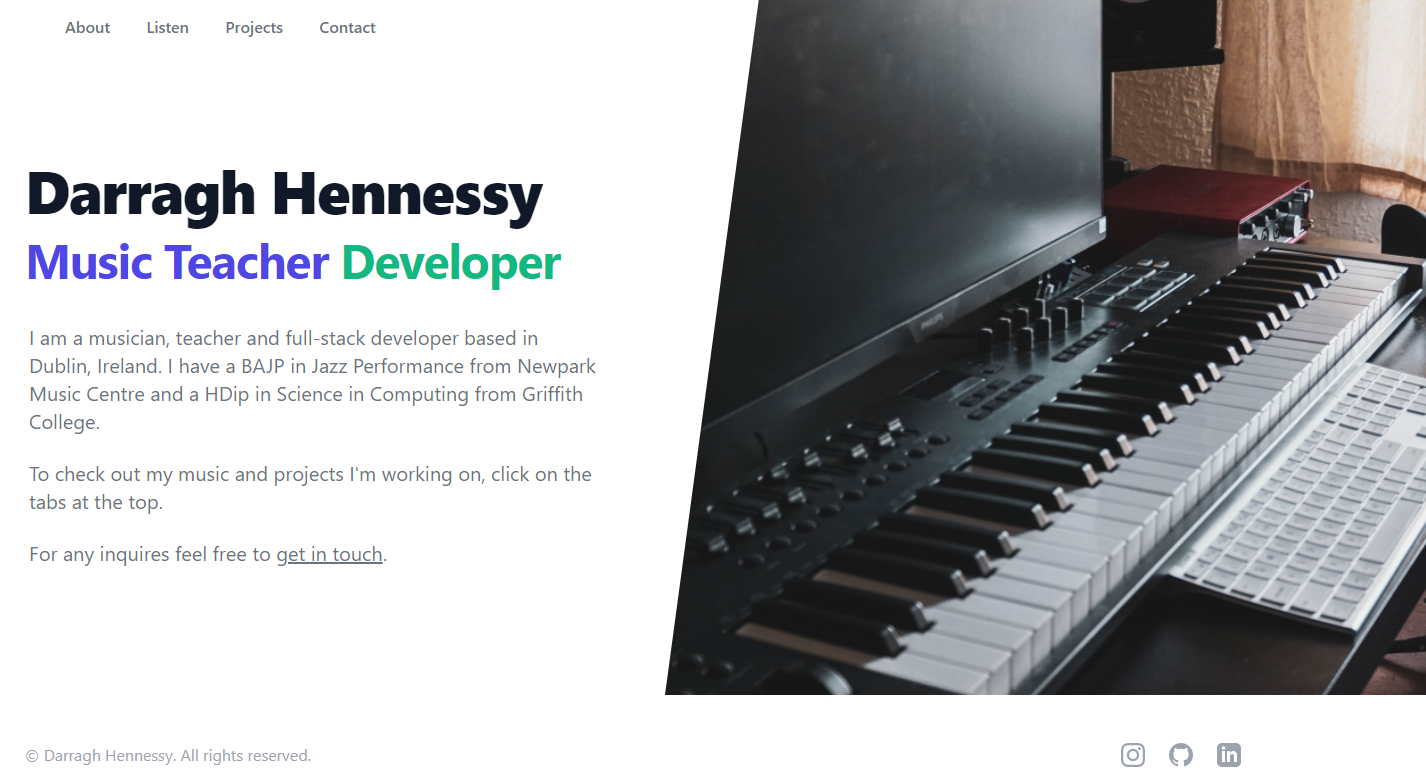 About Listen Projects Contact
Darragh Hennessy
Music Teacher Developer
I am a musician, teacher and full-stack developer based in
Dublin, Ireland. I have a BAJP in Jazz Performance from Newpark
Music Centre and a HDip in Science in Computing from Griffith
College.
To check out my music and projects I'm working on, click on the
tabs at the top.
For any inquires feel free to get in touch.
PHILIPS
© Darragh Hennessy. All rights reserved.
in